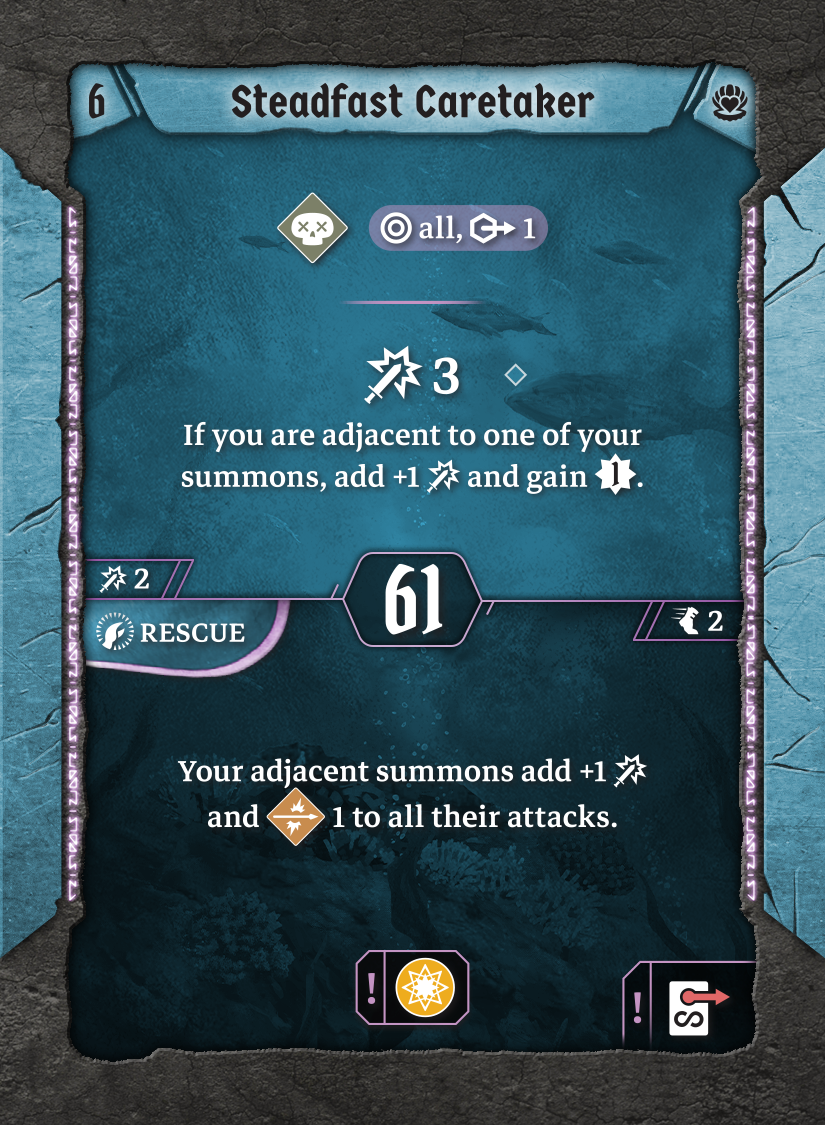 6 Steadfast Caretaker
all, 1
3
If you are adjacent to one of your
summons, add +1 and gain 1.
2
61
RESCUE
2
Your adjacent summons add +1
and 1 to all their attacks.
!
! S